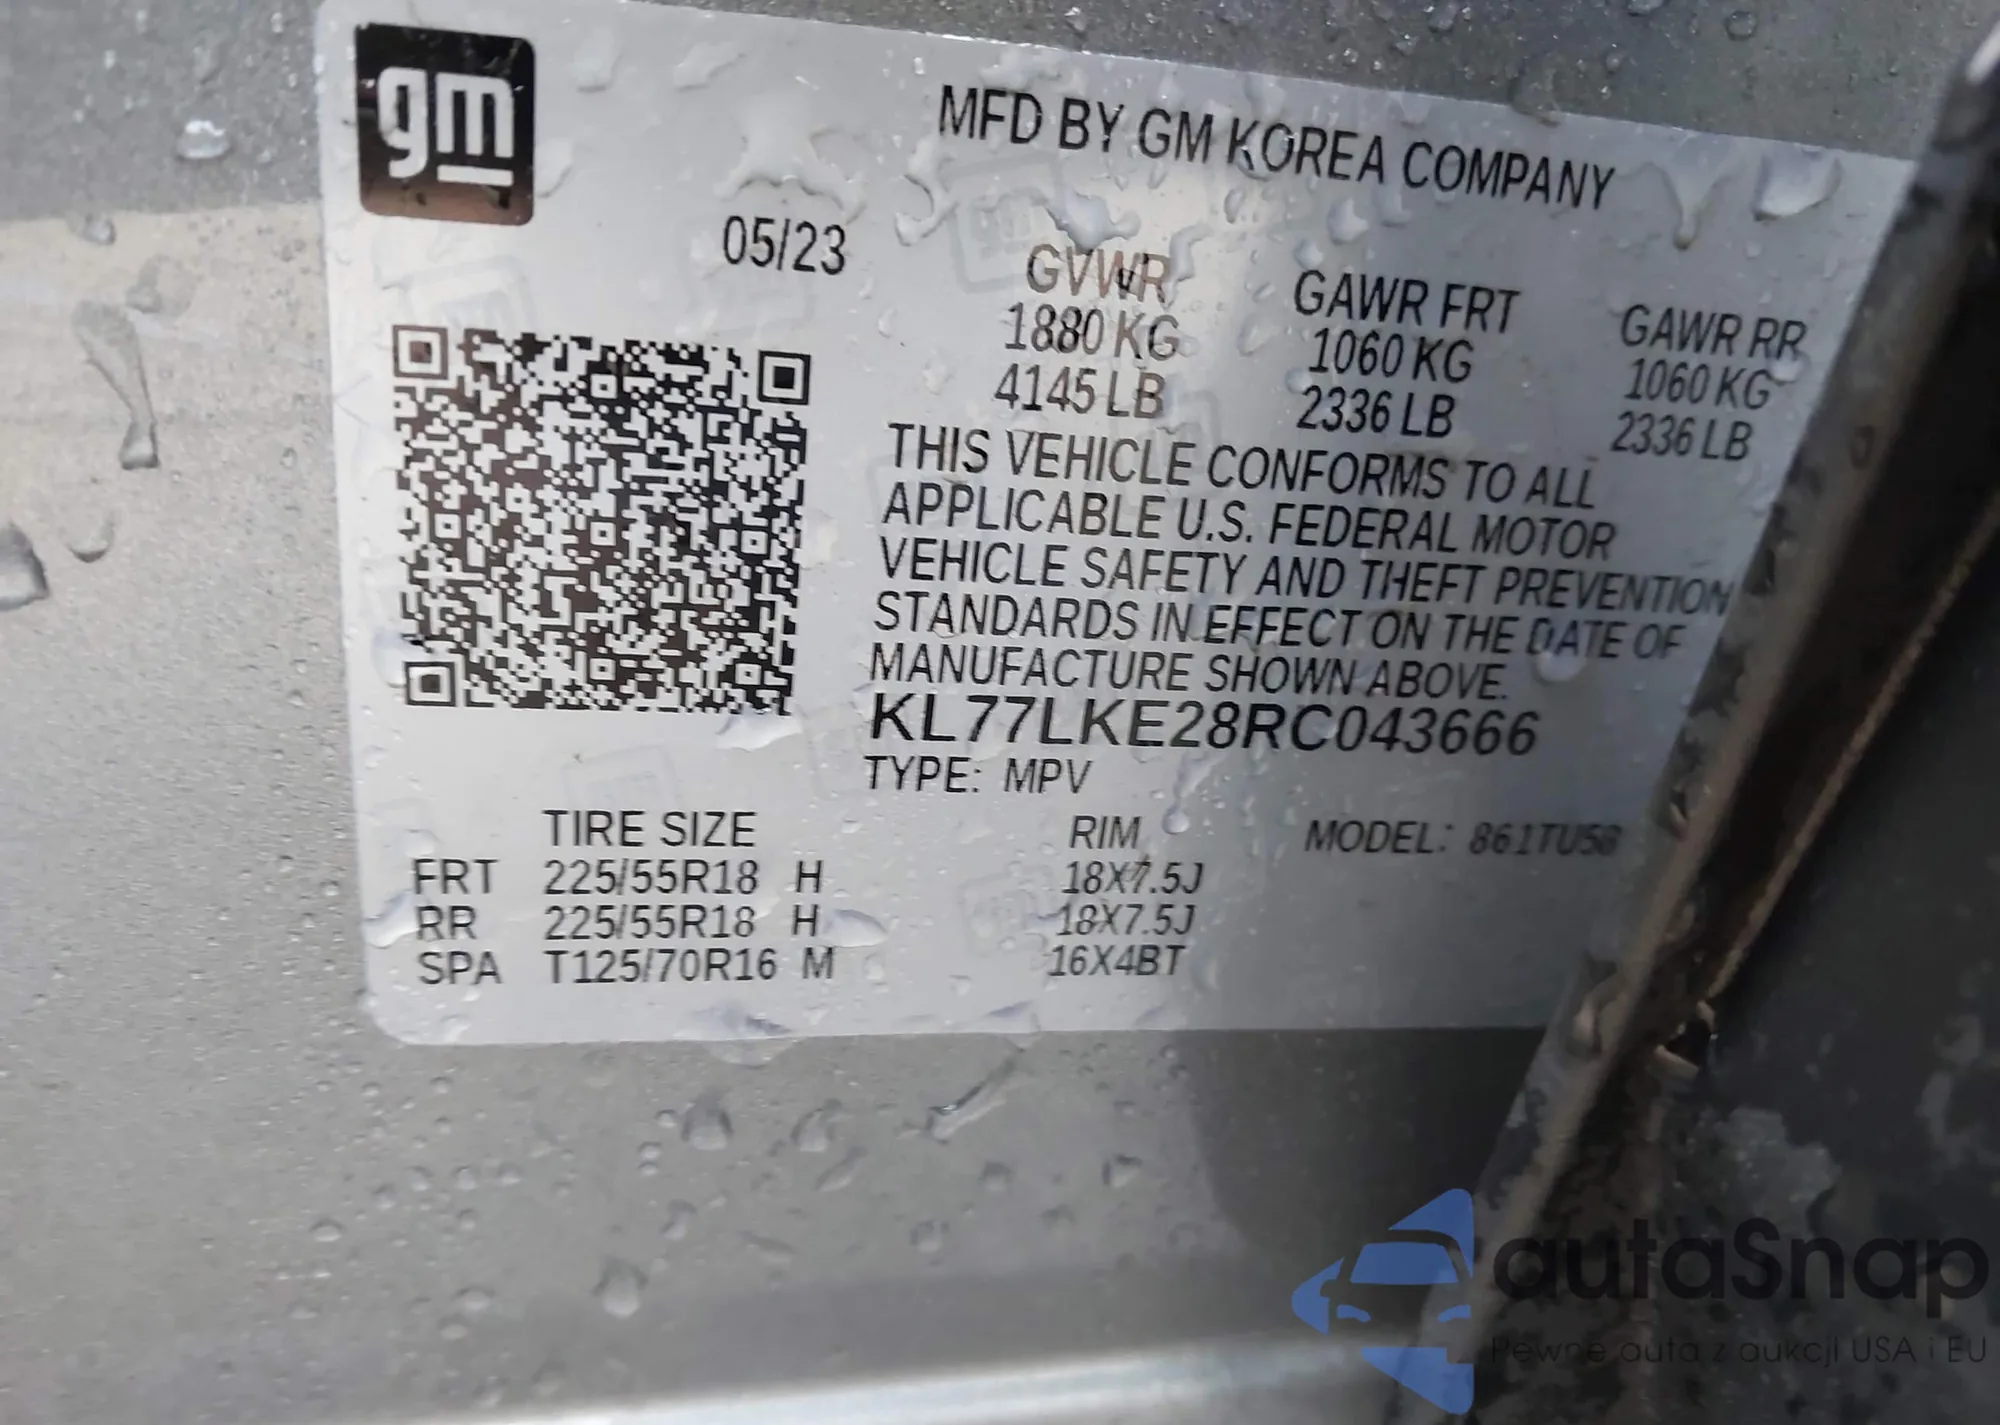 gm
MFD BY GM KOREA COMPANY
05/23
GVWR GAWR FRT GAWR RR
1880 KG 1060 KG 1060 KG
4145 LB 2336 LB 2336 LB
THIS VEHICLE CONFORMS TO ALL
APPLICABLE U.S. FEDERAL MOTOR
VEHICLE SAFETY AND THEFT PREVENTION
STANDARDS IN EFFECT ON THE DATE OF
MANUFACTURE SHOWN ABOVE.
KL77LKE28RC043666
TYPE: MPV
TIRE SIZE RIM MODEL: 861TU58
FRT 225/55R18 H 18X7.5J
RR 225/55R18 H 18X7.5J
SPA T125/70R16 M 16X4BT
autaSnap
Pewne auta z aukcji USA i EU